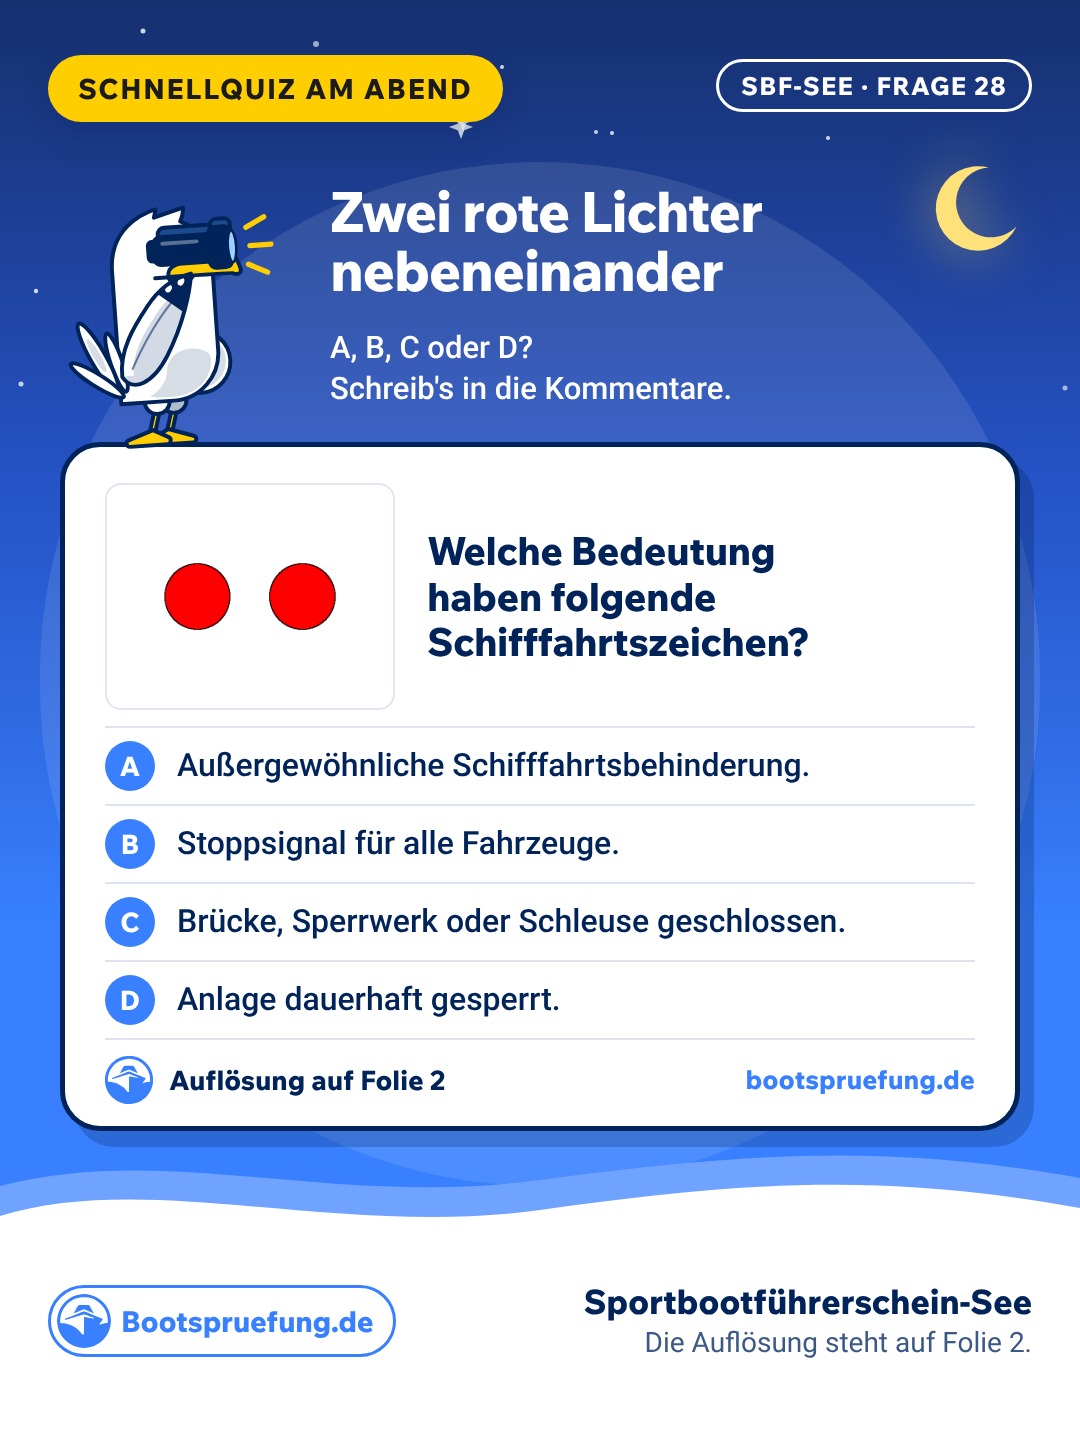 SCHNELLQUIZ AM ABEND
SBF-SEE · FRAGE 28
Zwei rote Lichter
nebeneinander
A, B, C oder D?
Schreib's in die Kommentare.
Welche Bedeutung
haben folgende
Schifffahrtszeichen?
A Außergewöhnliche Schifffahrtsbehinderung.
B Stoppsignal für alle Fahrzeuge.
C Brücke, Sperrwerk oder Schleuse geschlossen.
D Anlage dauerhaft gesperrt.
Auflösung auf Folie 2
bootspruefung.de
Bootspruefung.de
Sportbootführerschein-See
Die Auflösung steht auf Folie 2.